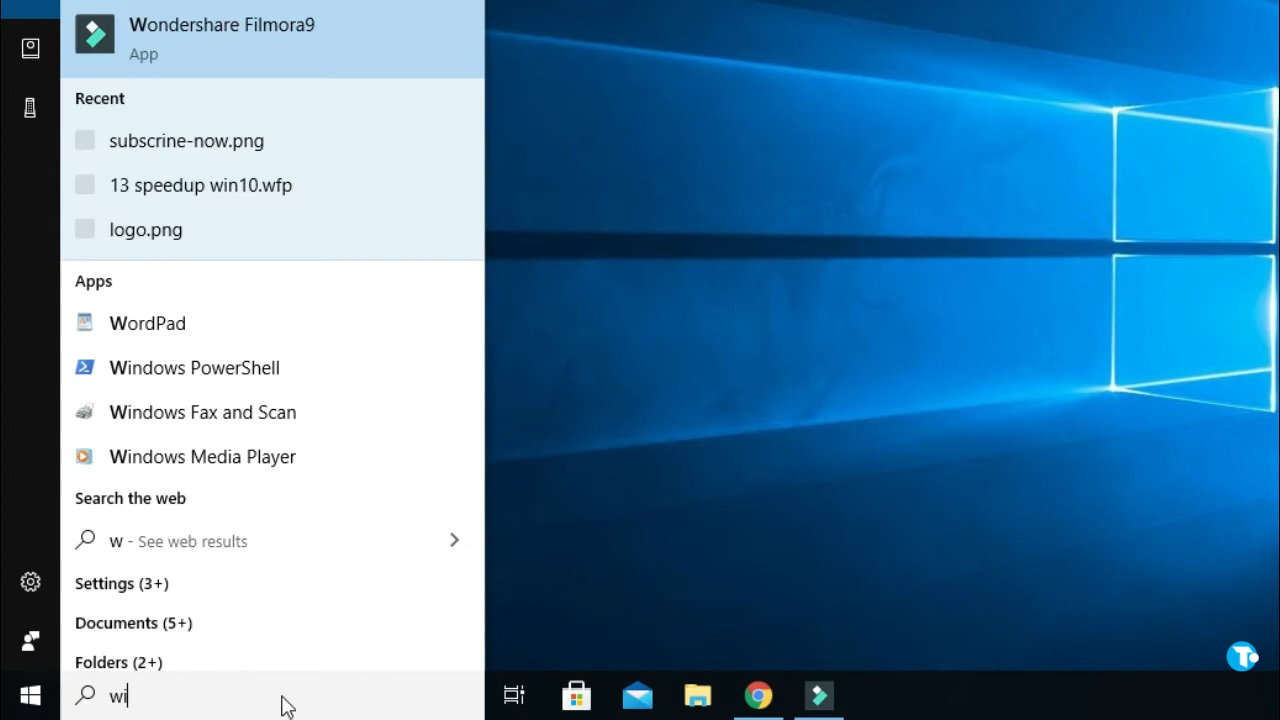 Wondershare Filmora9
App
Recent
subscrine-now.png
13 speedup win10.wfp
logo.png
Apps
WordPad
Windows PowerShell
Windows Fax and Scan
Windows Media Player
Search the web
w - See web results
Settings (3+)
Documents (5+)
Folders (2+)
wi